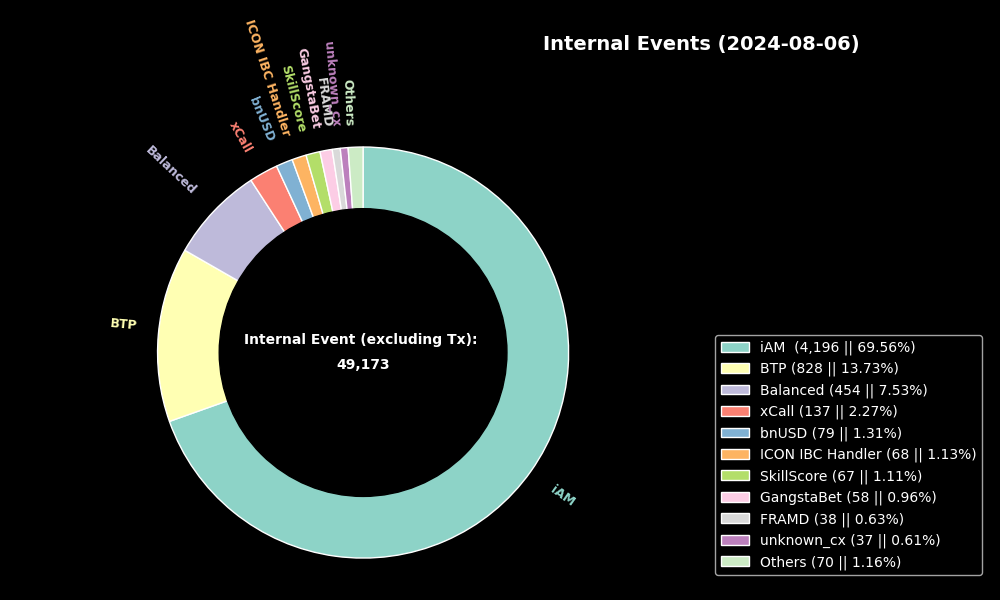 Internal Events (2024-08-06)
ICON IBC Handler
unknown_cx
GangstaBet
SkillScore
FRAMD
Others
bnUSD
xCall
Balanced
BTP
iAM
Internal Event (excluding Tx):
49,173
iAM  (4,196 || 69.56%)
BTP (828 || 13.73%)
Balanced (454 || 7.53%)
xCall (137 || 2.27%)
bnUSD (79 || 1.31%)
ICON IBC Handler (68 || 1.13%)
SkillScore (67 || 1.11%)
GangstaBet (58 || 0.96%)
FRAMD (38 || 0.63%)
unknown_cx (37 || 0.61%)
Others (70 || 1.16%)